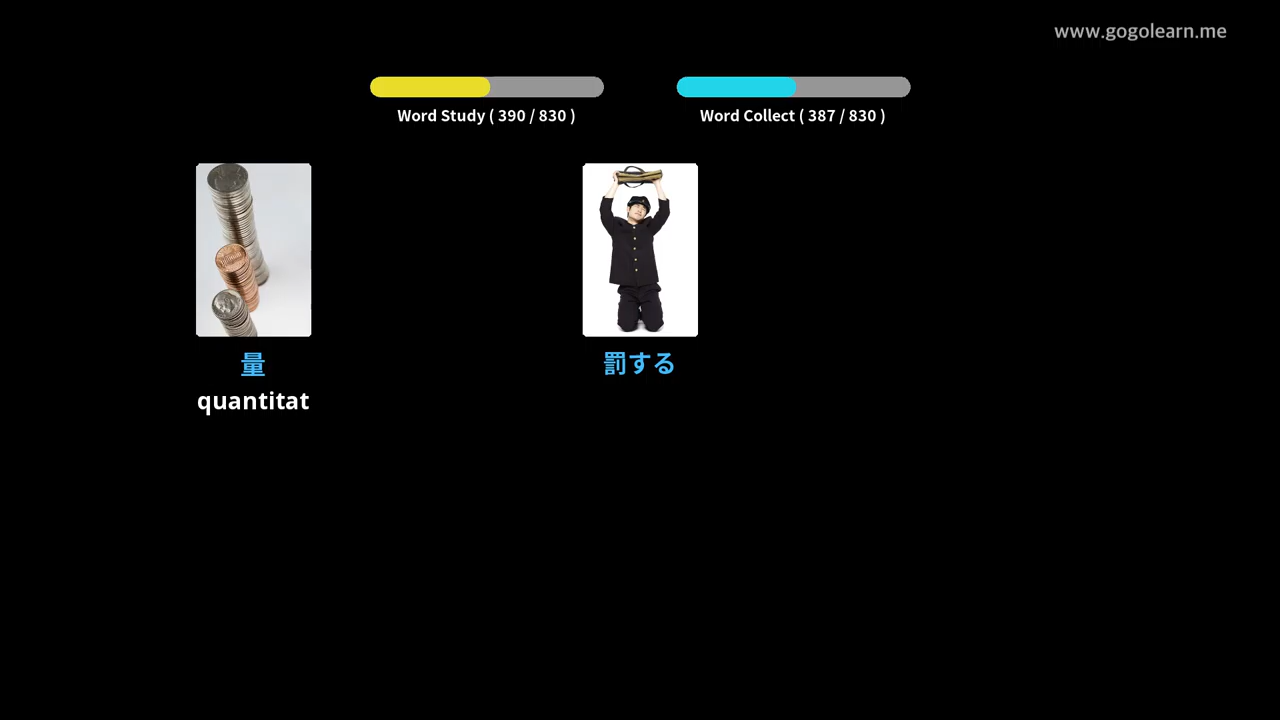 www.gogolearn.me
Word Study ( 390 / 830 )
Word Collect ( 387 / 830 )
量
quantitat
罰する